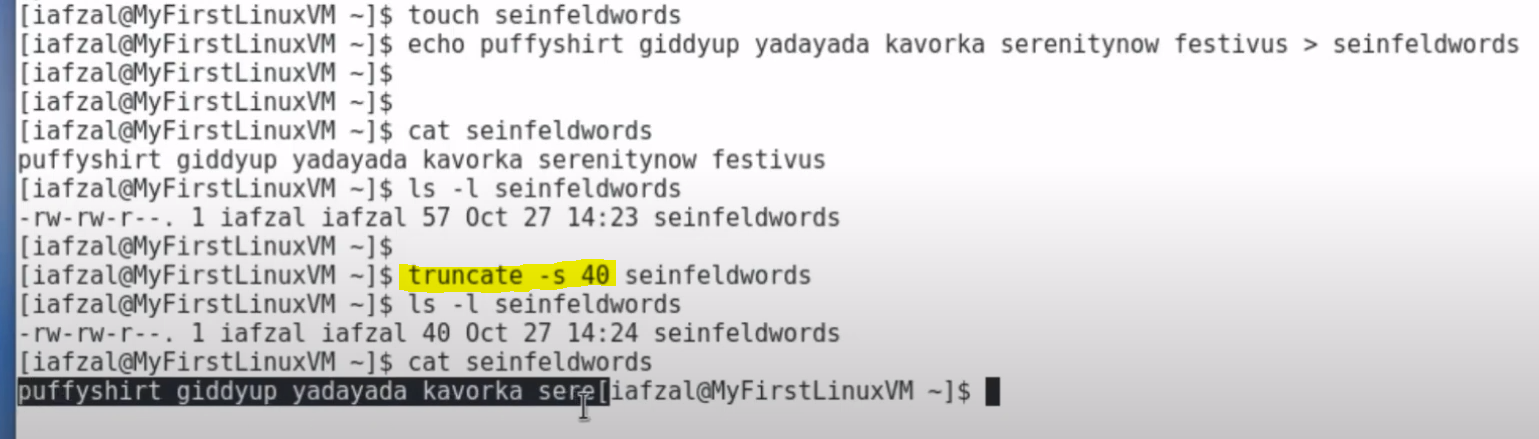 [iafzal@MyFirstLinuxVM ~]$ touch seinfeldwords
[iafzal@MyFirstLinuxVM ~]$ echo puffyshirt giddyup yadayada kavorka serenitynow festivus > seinfeldwords
[iafzal@MyFirstLinuxVM ~]$
[iafzal@MyFirstLinuxVM ~]$
[iafzal@MyFirstLinuxVM ~]$ cat seinfeldwords
puffyshirt giddyup yadayada kavorka serenitynow festivus
[iafzal@MyFirstLinuxVM ~]$ ls -l seinfeldwords
-rw-rw-r--. 1 iafzal iafzal 57 Oct 27 14:23 seinfeldwords
[iafzal@MyFirstLinuxVM ~]$
[iafzal@MyFirstLinuxVM ~]$ truncate -s 40 seinfeldwords
[iafzal@MyFirstLinuxVM ~]$ ls -l seinfeldwords
-rw-rw-r--. 1 iafzal iafzal 40 Oct 27 14:24 seinfeldwords
[iafzal@MyFirstLinuxVM ~]$ cat seinfeldwords
puffyshirt giddyup yadayada kavorka sere[iafzal@MyFirstLinuxVM ~]$